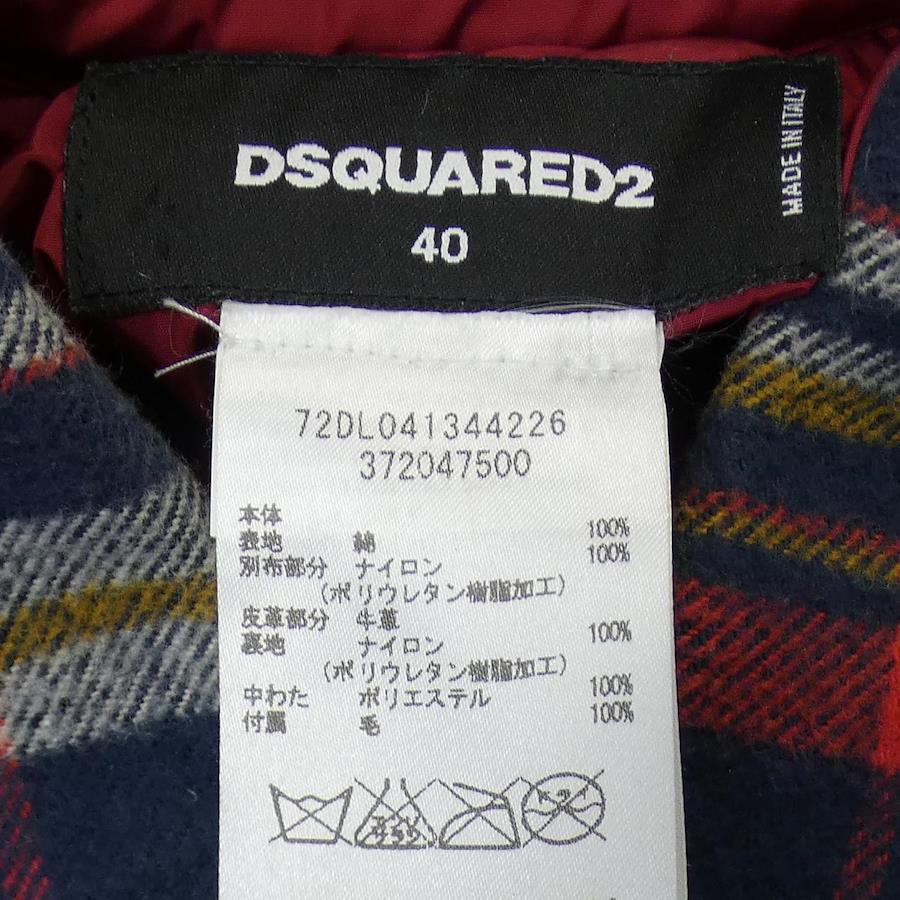 DSQUARED2
40
MADE IN ITALY
72DL041344226
372047500
本体
表地 綿 100%
別布部分 ナイロン 100%
(ポリウレタン樹脂加工)
皮革部分 牛革
裏地 ナイロン 100%
(ポリウレタン樹脂加工)
中わた ポリエステル 100%
付属 毛 100%